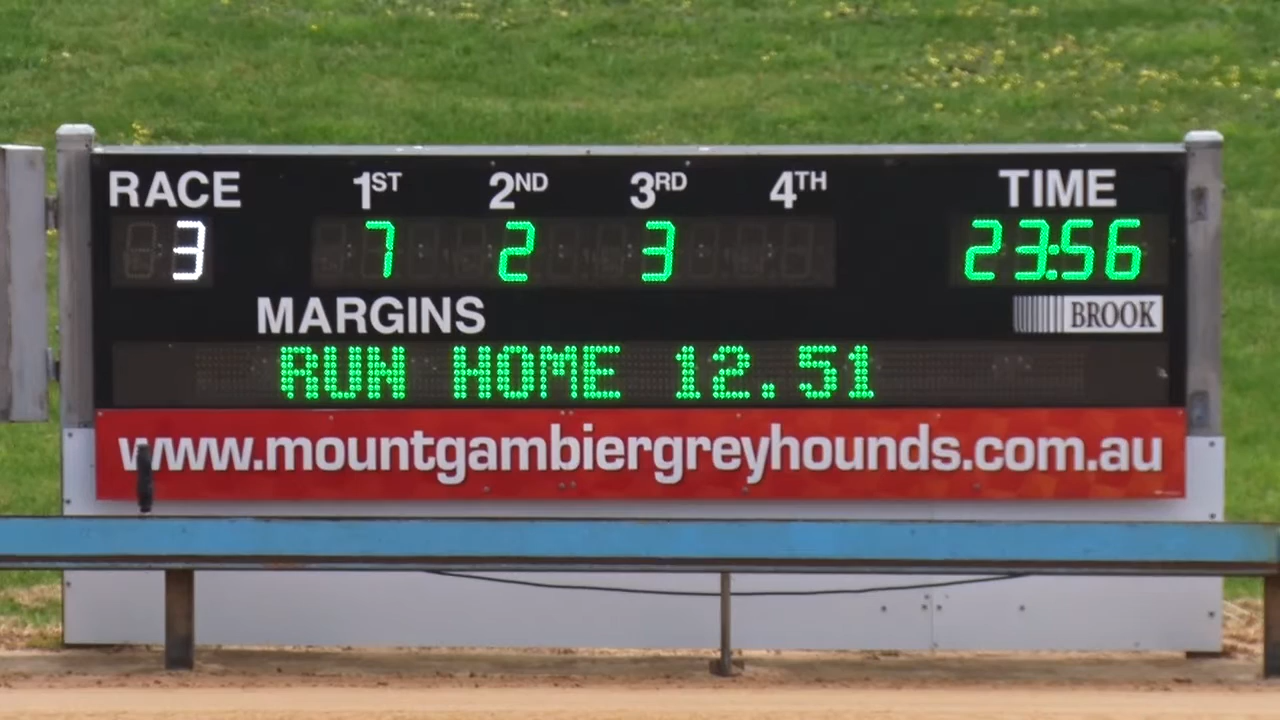 RACE 1ST 2ND 3RD 4TH TIME
3 7 2 3 23:56
MARGINS BROOK
RUN HOME 12.51
www.mountgambiergreyhounds.com.au